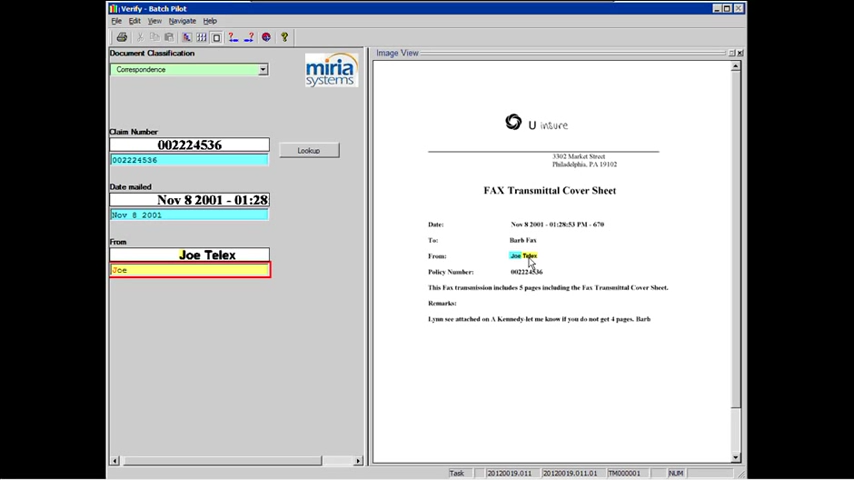 Verify - Batch Pilot
File Edit View Navigate Help
Document Classification
Correspondence
miria
systems
Claim Number
002224536
002224536
Lookup
Date mailed
Nov 8 2001 - 01:28
Nov 8 2001
From
Joe Telex
Joe
Image View
U insure
3302 Market Street
Philadelphia, PA 19102
FAX Transmittal Cover Sheet
Date: Nov 8 2001 - 01:28:53 PM - 670
To: Barb Fax
From: Joe Telex
Policy Number: 002224536
This Fax transmission includes 5 pages including the Fax Transmittal Cover Sheet.
Remarks:
Lynn see attached on A Kennedy-let me know if you do not get 4 pages. Barb
Task 20120019.011 20120019.011.01 TM000001 NUM